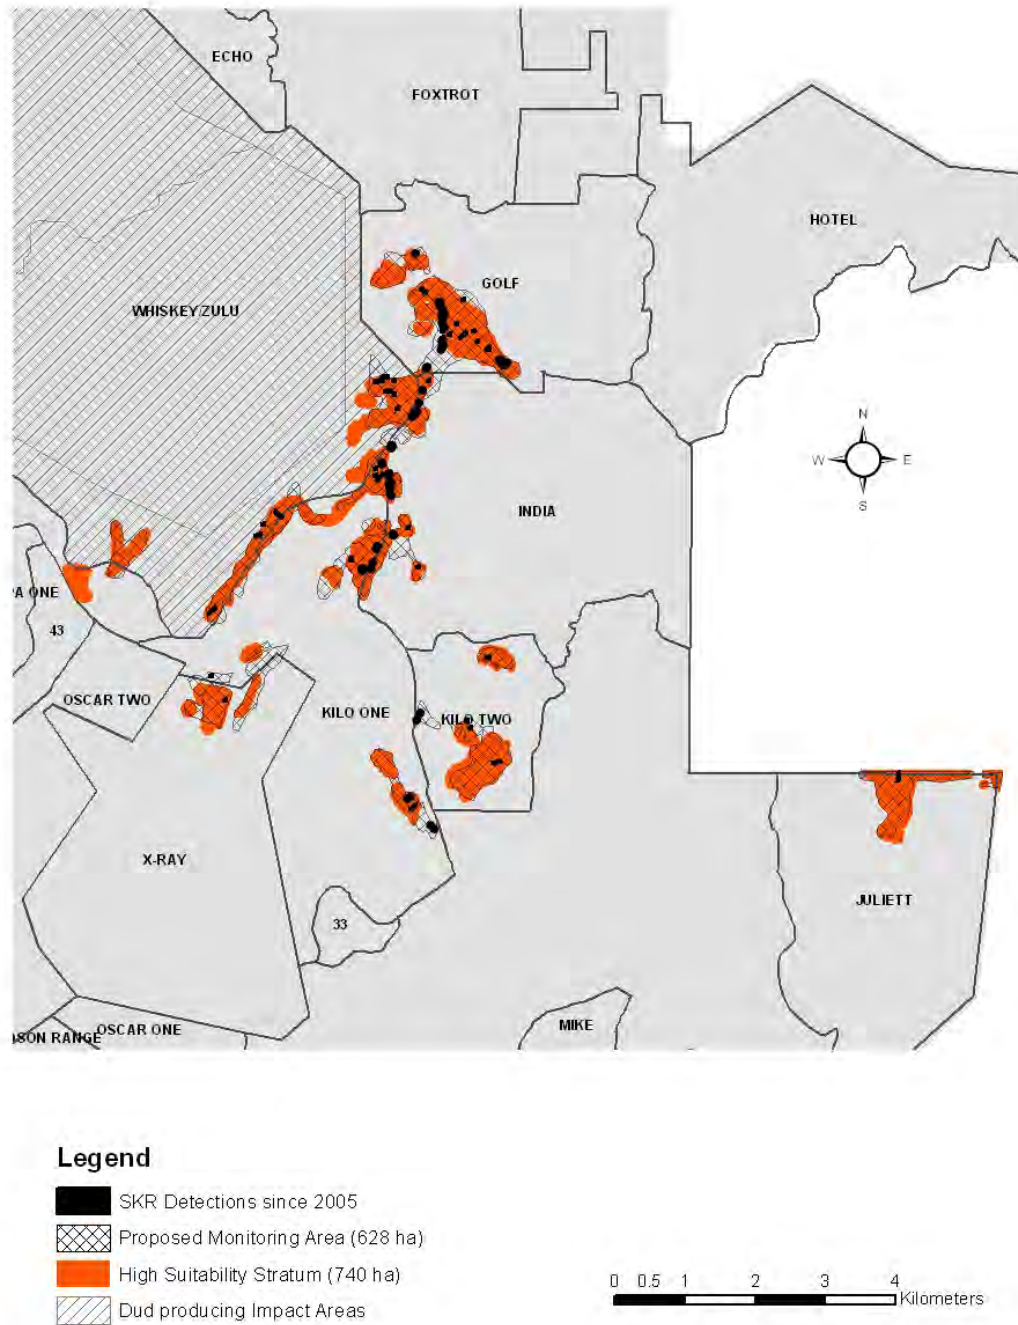 ECHO
FOXTROT
HOTEL
GOLF
WHISKEY/ZULU
N
W E
S
INDIA
PA ONE
43
OSCAR TWO
KILO ONE
KILO TWO
X-RAY
JULIETT
33
MIKE
SON RANGE
OSCAR ONE
Legend
SKR Detections since 2005
Proposed Monitoring Area (628 ha)
High Suitability Stratum (740 ha)
Dud producing Impact Areas
0 0.5 1 2 3 4
Kilometers